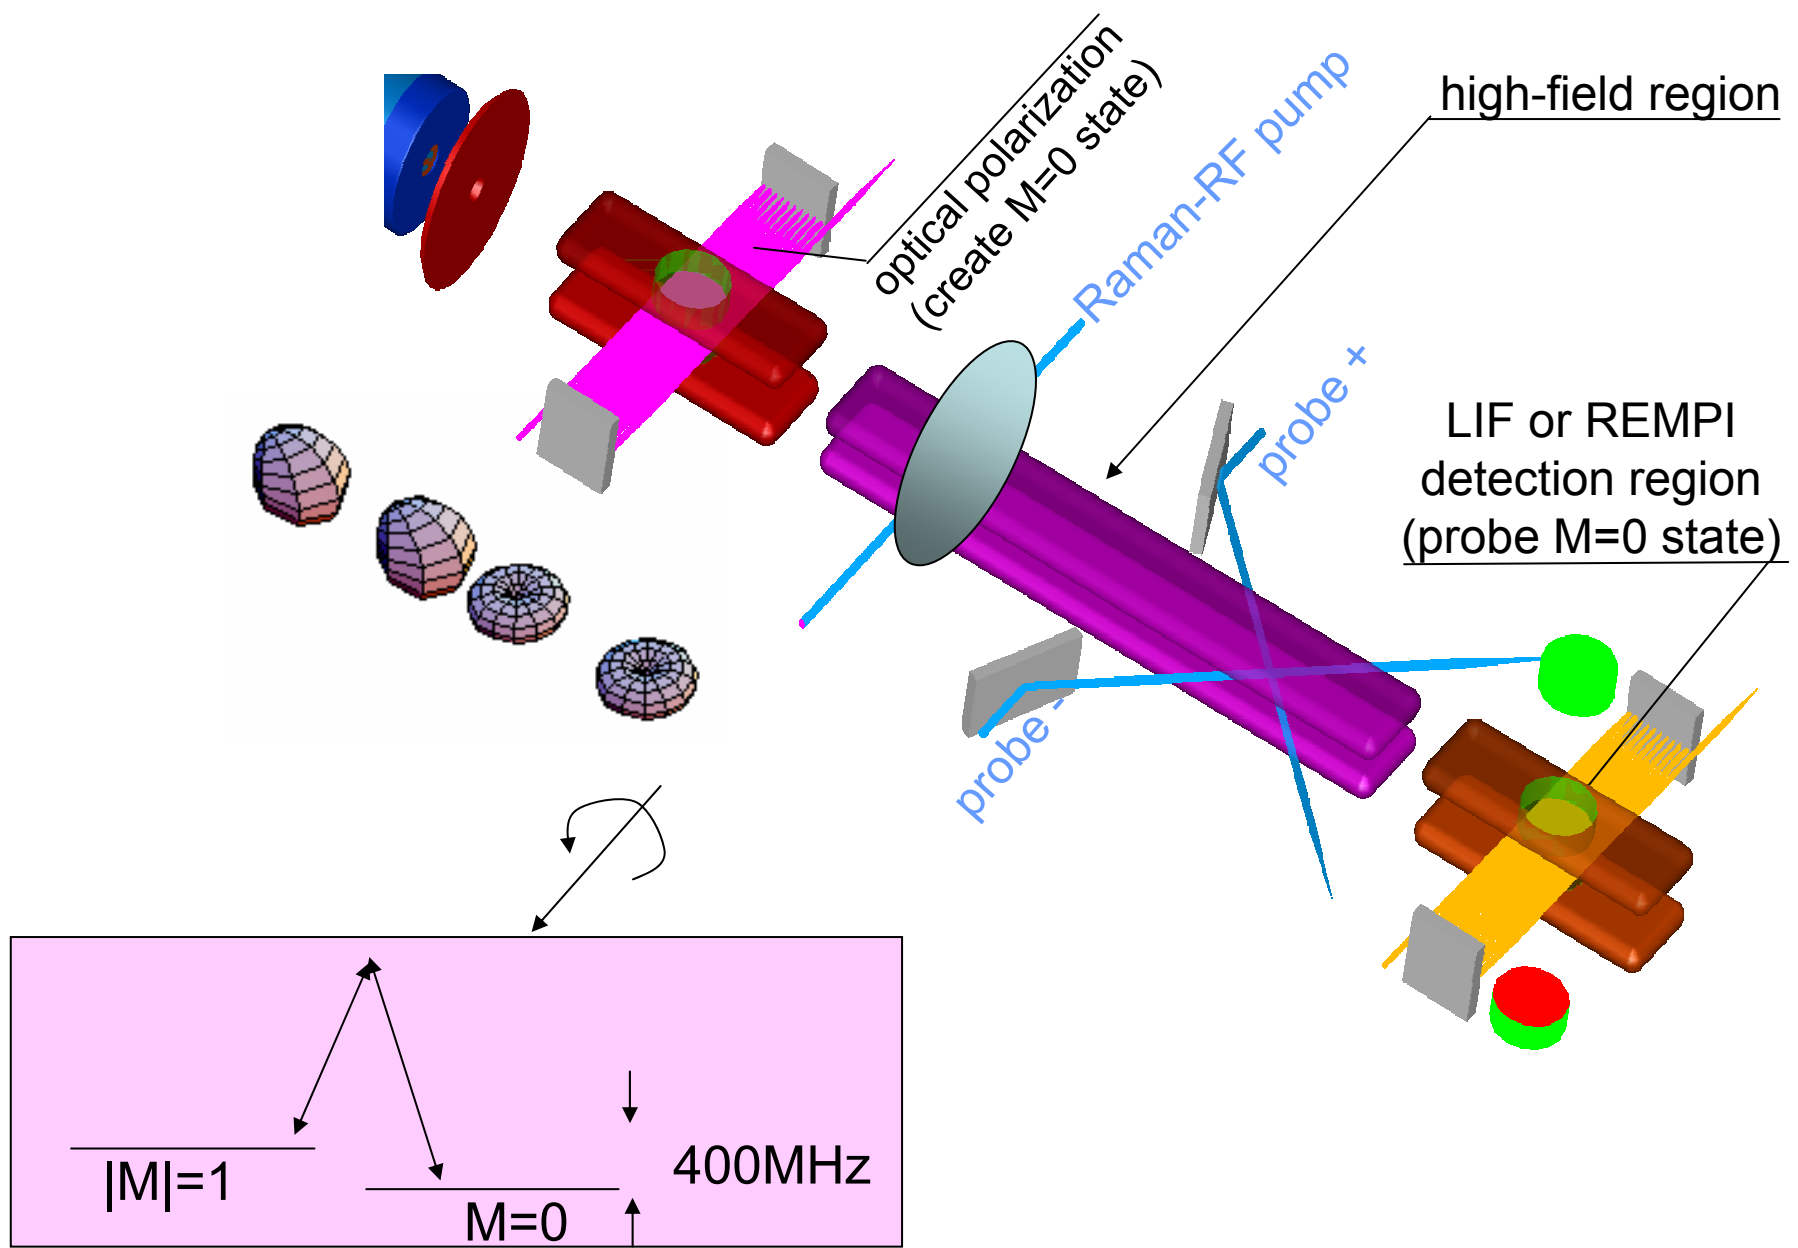 optical polarization
(create M=0 state)
Raman-RF pump
high-field region
probe +
LIF or REMPI
detection region
(probe M=0 state)
probe -
|M|=1
400MHz
M=0